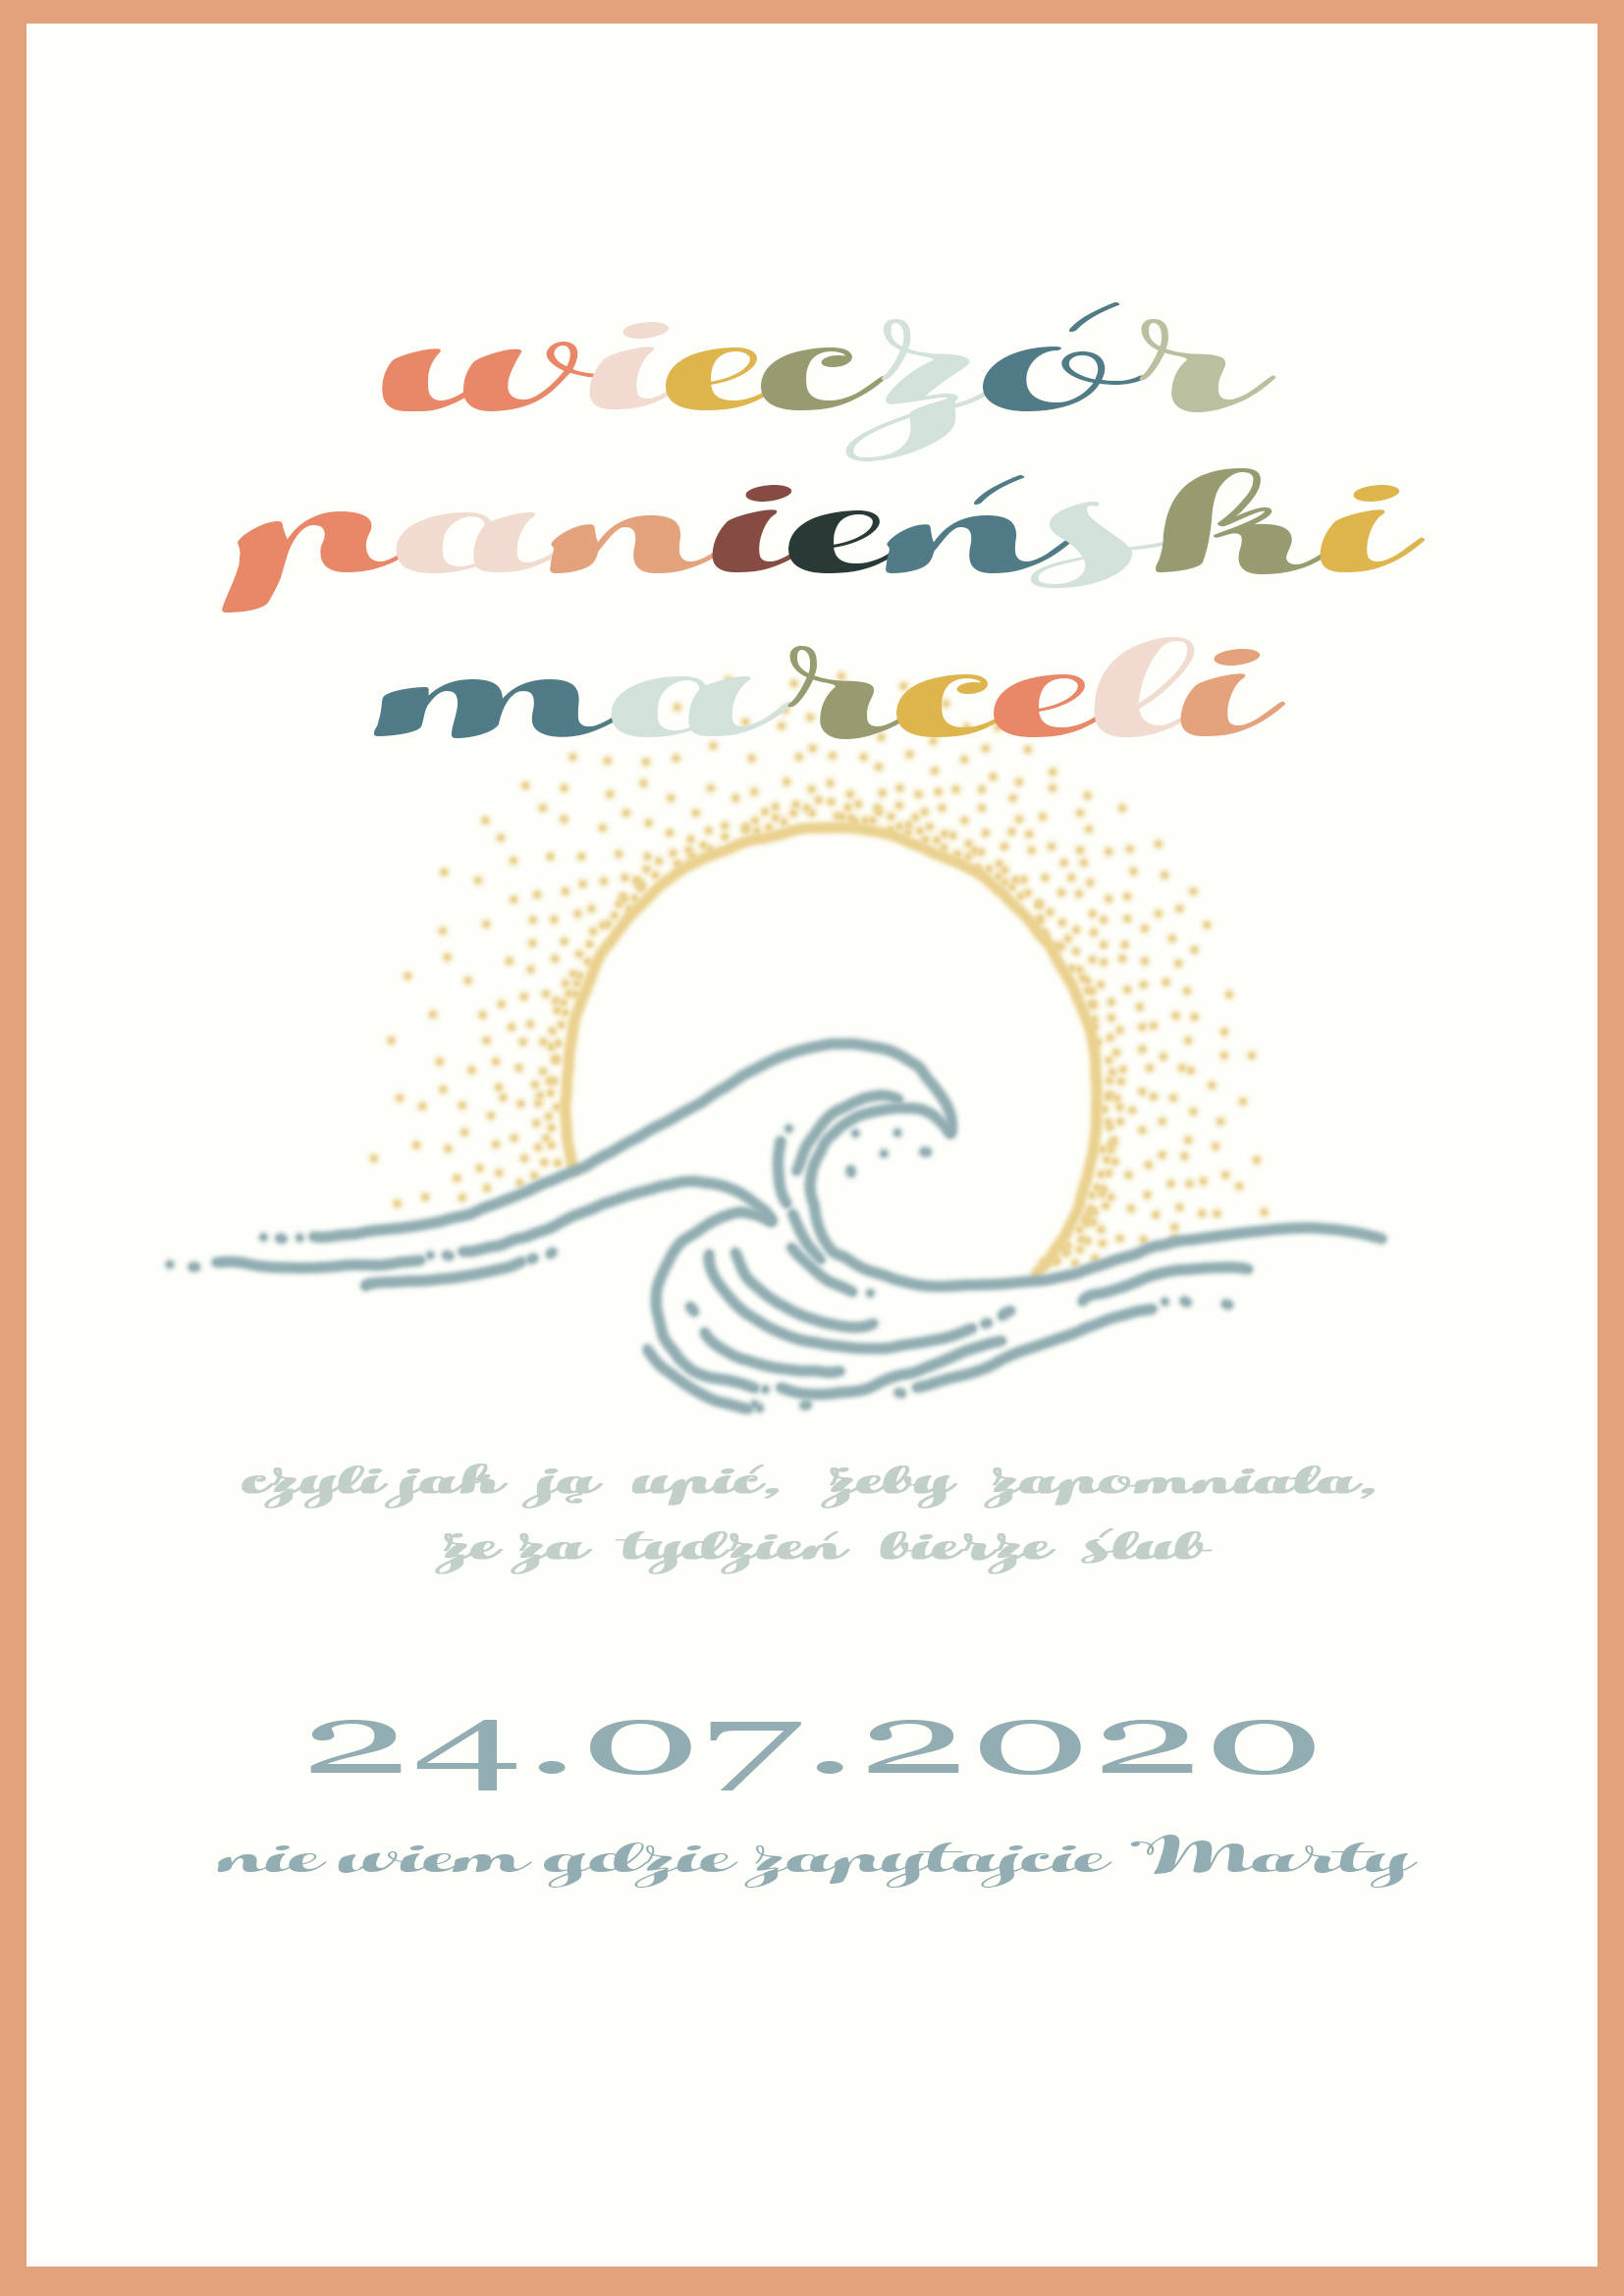 wieczór
panieński
marceli
czyli jak ją upić, żeby zapomniała,
że za tydzień bierze ślub
24.07.2020
nie wiem gdzie zapytajcie Marty